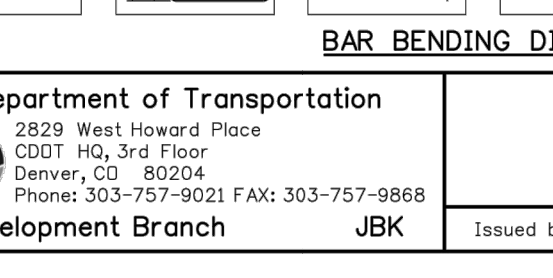 BAR BENDING DI
epartment of Transportation
2829 West Howard Place
CDOT HQ, 3rd Floor
Denver, CO 80204
Phone: 303-757-9021 FAX: 303-757-9868
elopment Branch JBK
Issued b